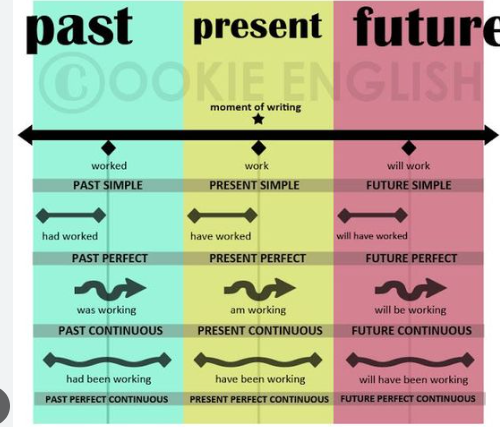 past present future
©OOKIE ENGLISH
moment of writing
worked work will work
PAST SIMPLE PRESENT SIMPLE FUTURE SIMPLE
had worked have worked will have worked
PAST PERFECT PRESENT PERFECT FUTURE PERFECT
was working am working will be working
PAST CONTINUOUS PRESENT CONTINUOUS FUTURE CONTINUOUS
had been working have been working will have been working
PAST PERFECT CONTINUOUS PRESENT PERFECT CONTINUOUS FUTURE PERFECT CONTINUOUS